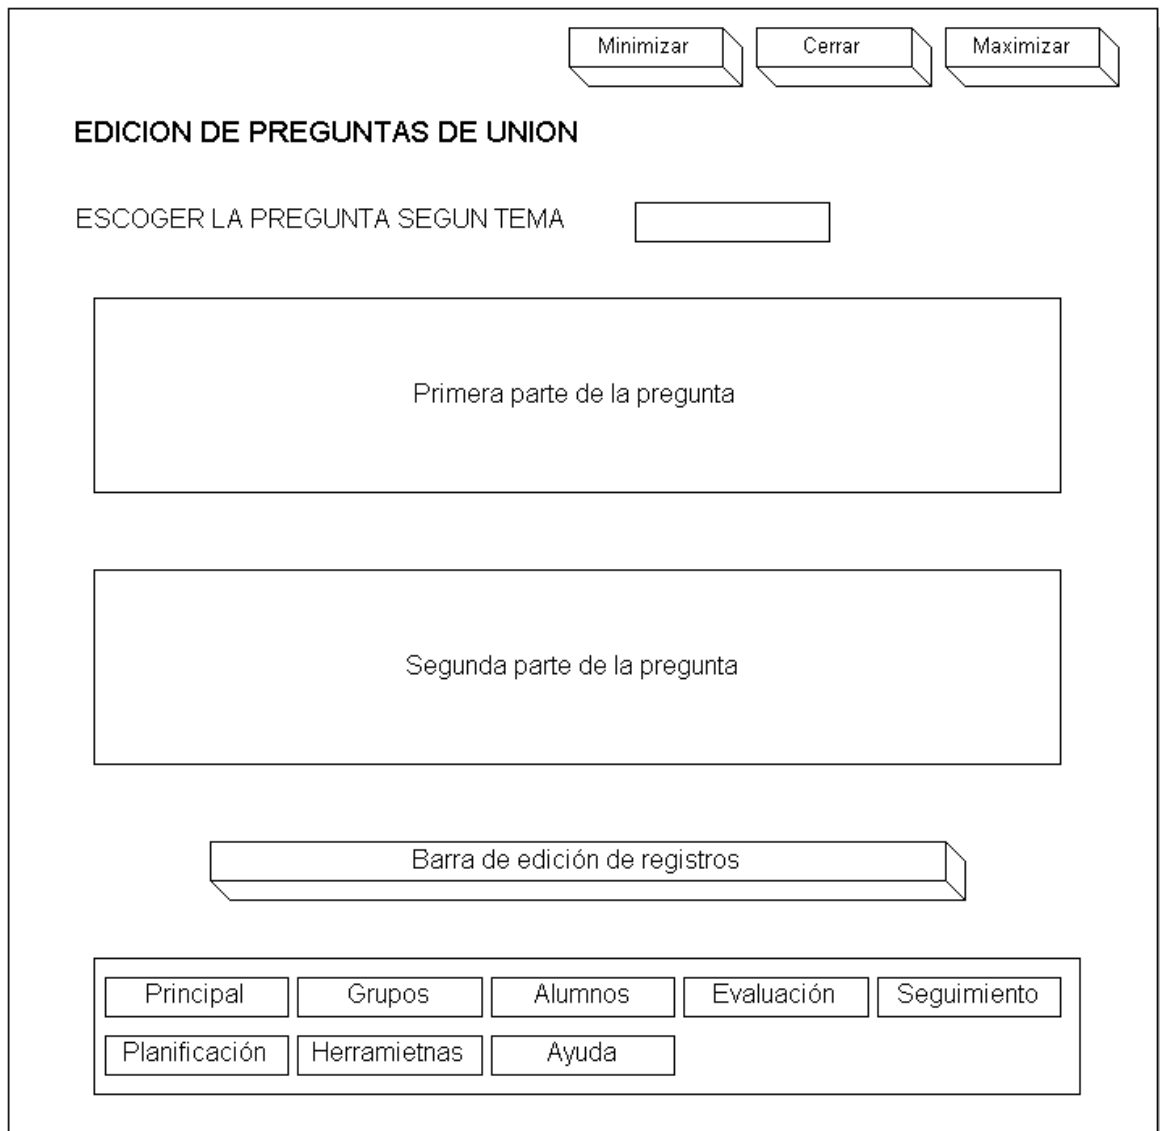 Minimizar Cerrar Maximizar
EDICION DE PREGUNTAS DE UNION
ESCOGER LA PREGUNTA SEGUN TEMA
Primera parte de la pregunta
Segunda parte de la pregunta
Barra de edición de registros
Principal Grupos Alumnos Evaluación Seguimiento
Planificación Herramietnas Ayuda